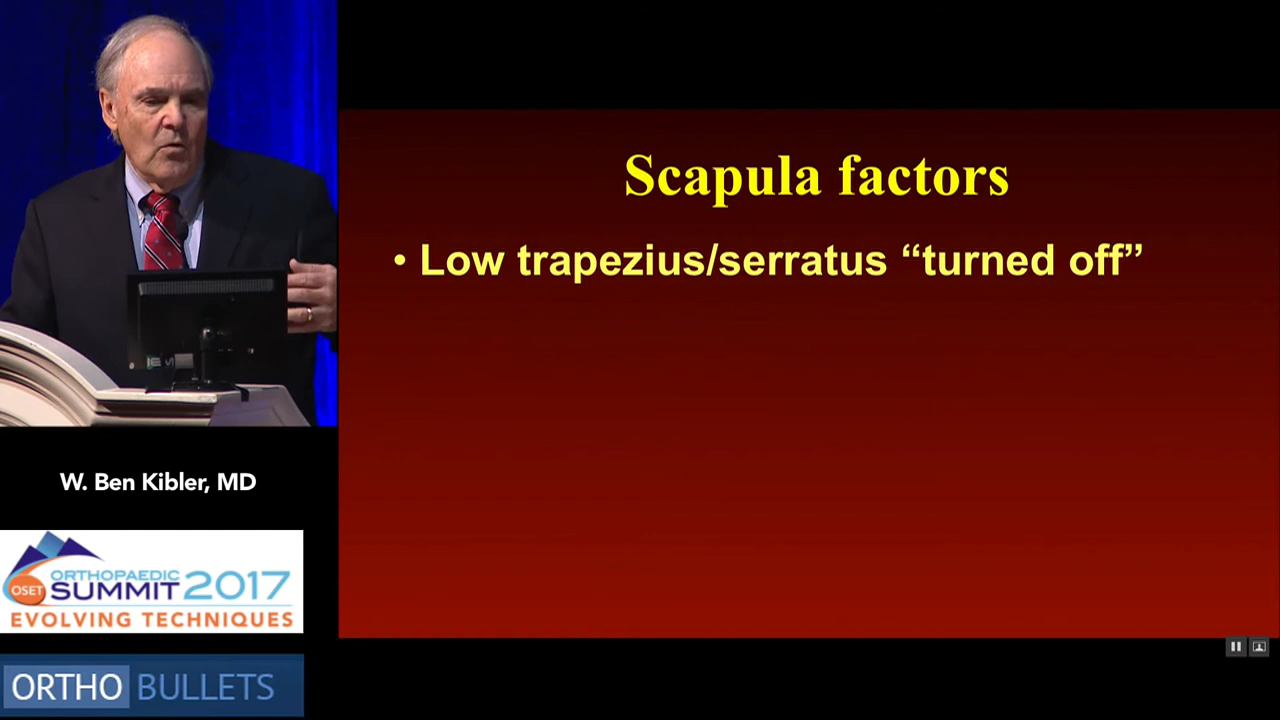 Scapula factors
• Low trapezius/serratus “turned off”
W. Ben Kibler, MD
ORTHOPAEDIC
OSET SUMMIT 2017
EVOLVING TECHNIQUES
ORTHO BULLETS